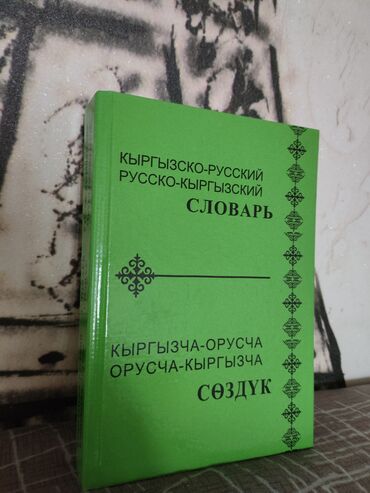 КЫРГЫЗСКО-РУССКИЙ
РУССКО-КЫРГЫЗСКИЙ
СЛОВАРЬ
КЫРГЫЗЧА-ОРУСЧА
ОРУСЧА-КЫРГЫЗЧА
СӨЗДҮК